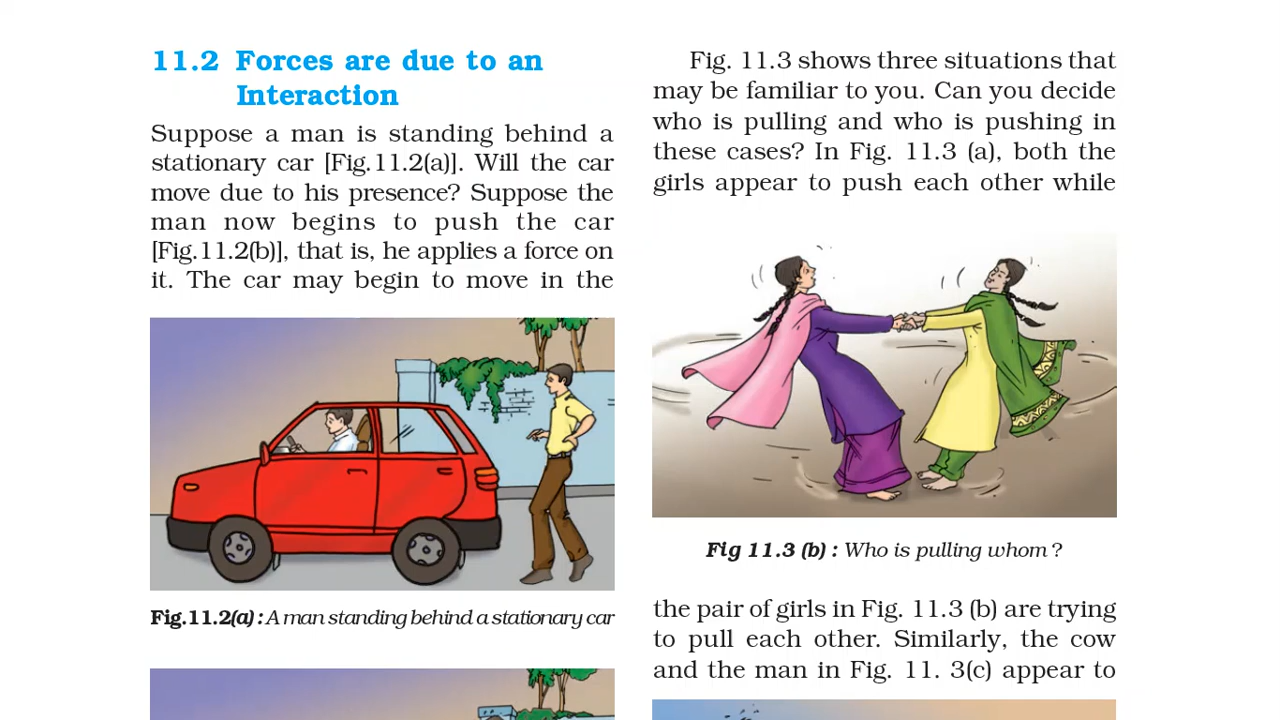 11.2 Forces are due to an
Interaction
Suppose a man is standing behind a
stationary car [Fig.11.2(a)]. Will the car
move due to his presence? Suppose the
man now begins to push the car
[Fig.11.2(b)], that is, he applies a force on
it. The car may begin to move in the
Fig.11.2(a) : A man standing behind a stationary car
Fig. 11.3 shows three situations that
may be familiar to you. Can you decide
who is pulling and who is pushing in
these cases? In Fig. 11.3 (a), both the
girls appear to push each other while
Fig 11.3 (b) : Who is pulling whom ?
the pair of girls in Fig. 11.3 (b) are trying
to pull each other. Similarly, the cow
and the man in Fig. 11. 3(c) appear to